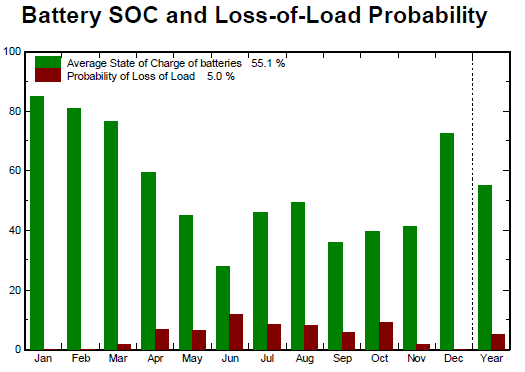 Battery SOC and Loss-of-Load Probability
100
Average State of Charge of batteries 55.1 %
Probability of Loss of Load 5.0 %
80
60
40
20
0
Jan Feb Mar Apr May Jun Jul Aug Sep Oct Nov Dec Year